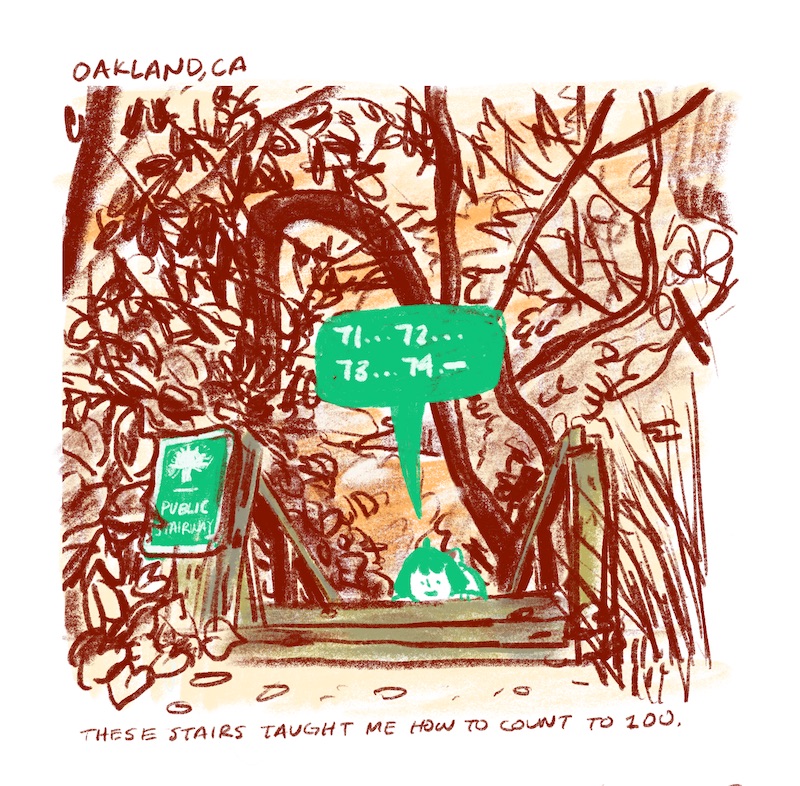 OAKLAND, CA
71... 72...
73... 74.–
PUBLIC
STAIRWAY
THESE STAIRS TAUGHT ME HOW TO COUNT TO 100.